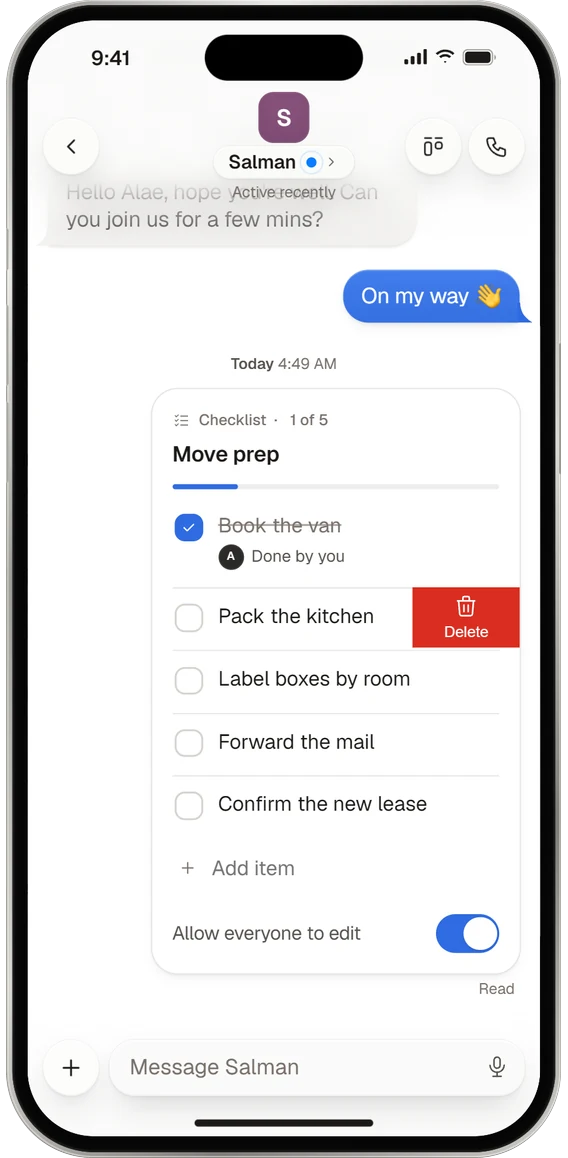 9:41
S
Salman
Active recently
Hello Alae, hope you're well. Can
you join us for a few mins?
On my way 👋
Today 4:49 AM
Checklist · 1 of 5
Move prep
Book the van
A Done by you
Pack the kitchen
Delete
Label boxes by room
Forward the mail
Confirm the new lease
+ Add item
Allow everyone to edit
Read
Message Salman